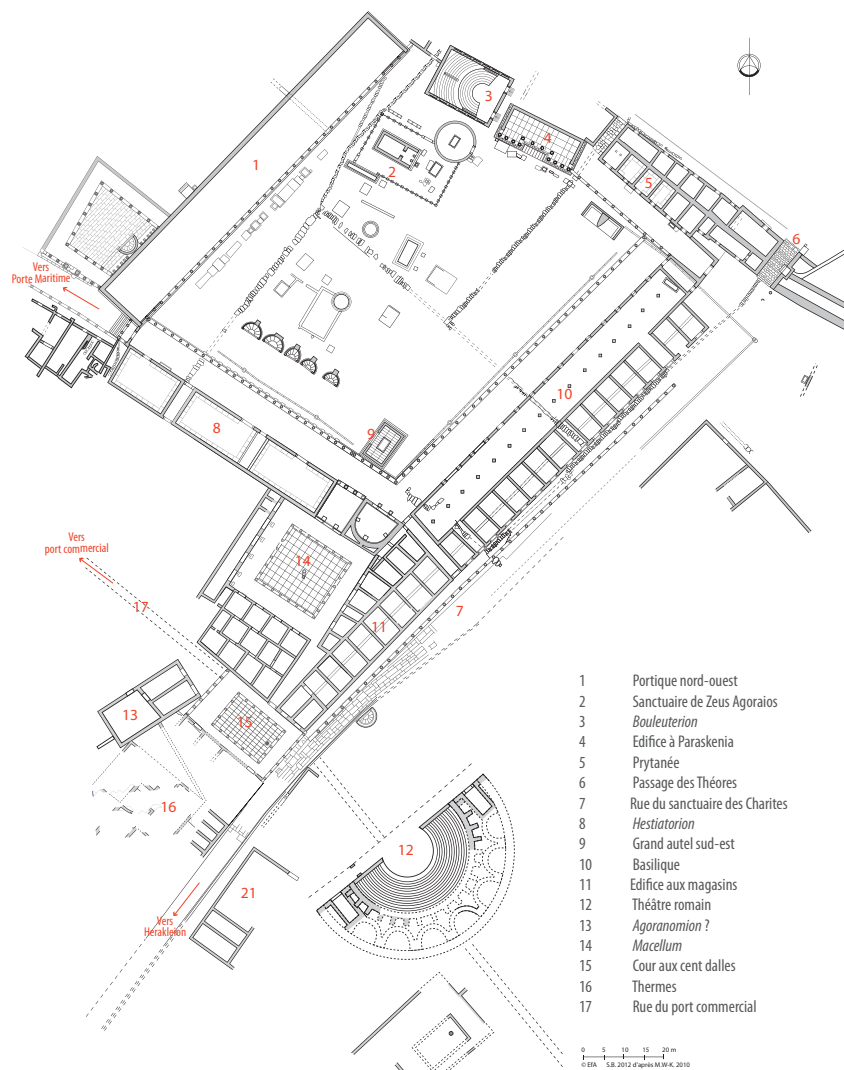 3
4
1
2
5
6
Vers
Porte Maritime
10
8
9
Vers
port commercial
14
17
11
7
13
15
16
12
21
Vers
Herakleion
1 Portique nord-ouest
2 Sanctuaire de Zeus Agoraios
3 Bouleuterion
4 Edifice à Paraskenia
5 Prytanée
6 Passage des Théores
7 Rue du sanctuaire des Charites
8 Hestiatorion
9 Grand autel sud-est
10 Basilique
11 Edifice aux magasins
12 Théâtre romain
13 Agoranomion ?
14 Macellum
15 Cour aux cent dalles
16 Thermes
17 Rue du port commercial
0 5 10 15 20 m
© EFA S.B. 2012 d'après M.W-K. 2010